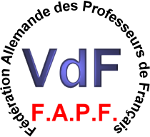 Fédération Allemande des Professeurs de Français
VdF
F.A.P.F.